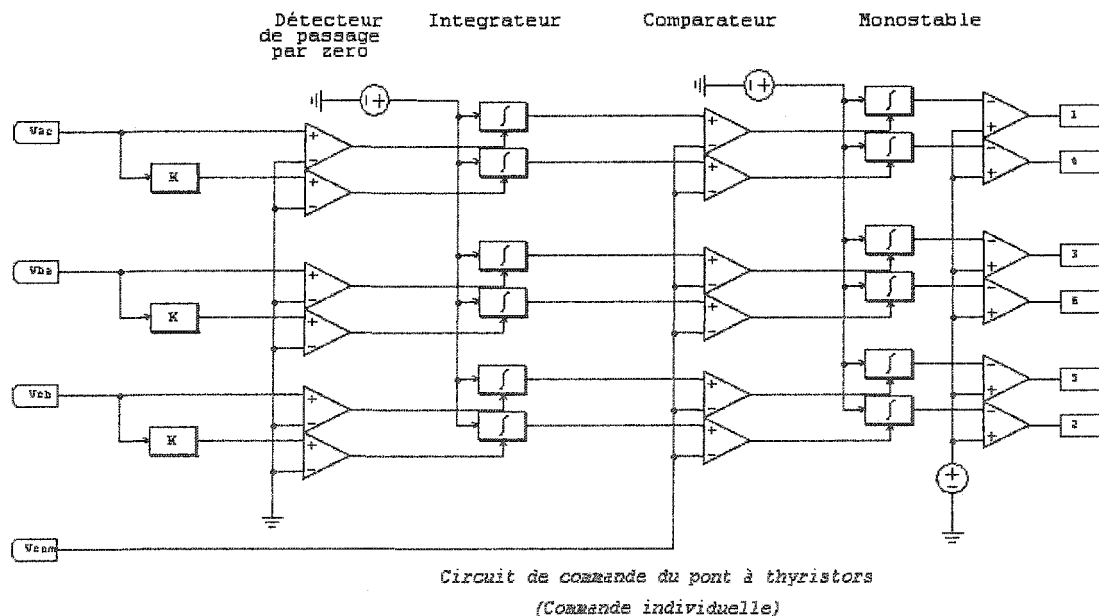 Détecteur
de passage
par zero
Integrateur
Comparateur
Monostable
Vac
K
Vba
K
Vcb
K
Vcom
1
4
3
6
5
2
Circuit de commande du pont à thyristors
(Commande individuelle)